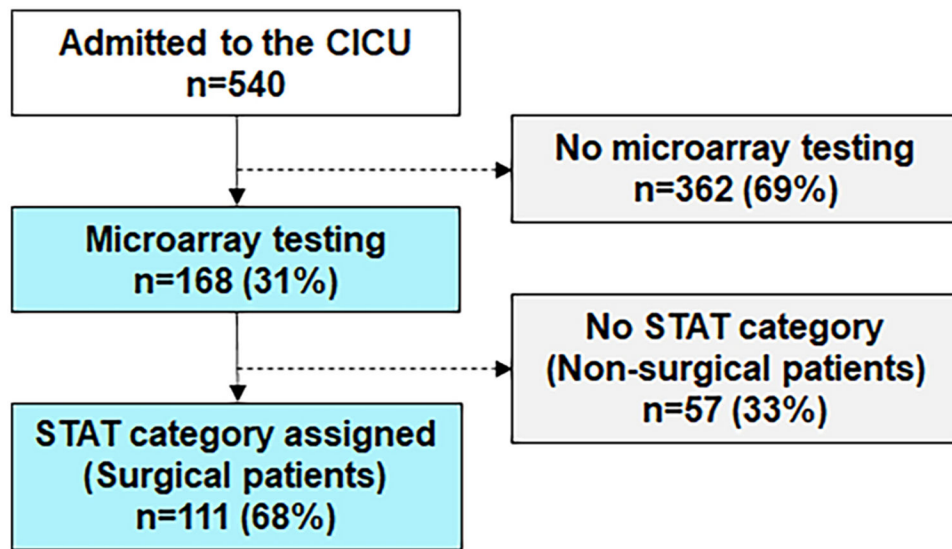 Admitted to the CICU
n=540
No microarray testing
n=362 (69%)
Microarray testing
n=168 (31%)
No STAT category
(Non-surgical patients)
n=57 (33%)
STAT category assigned
(Surgical patients)
n=111 (68%)